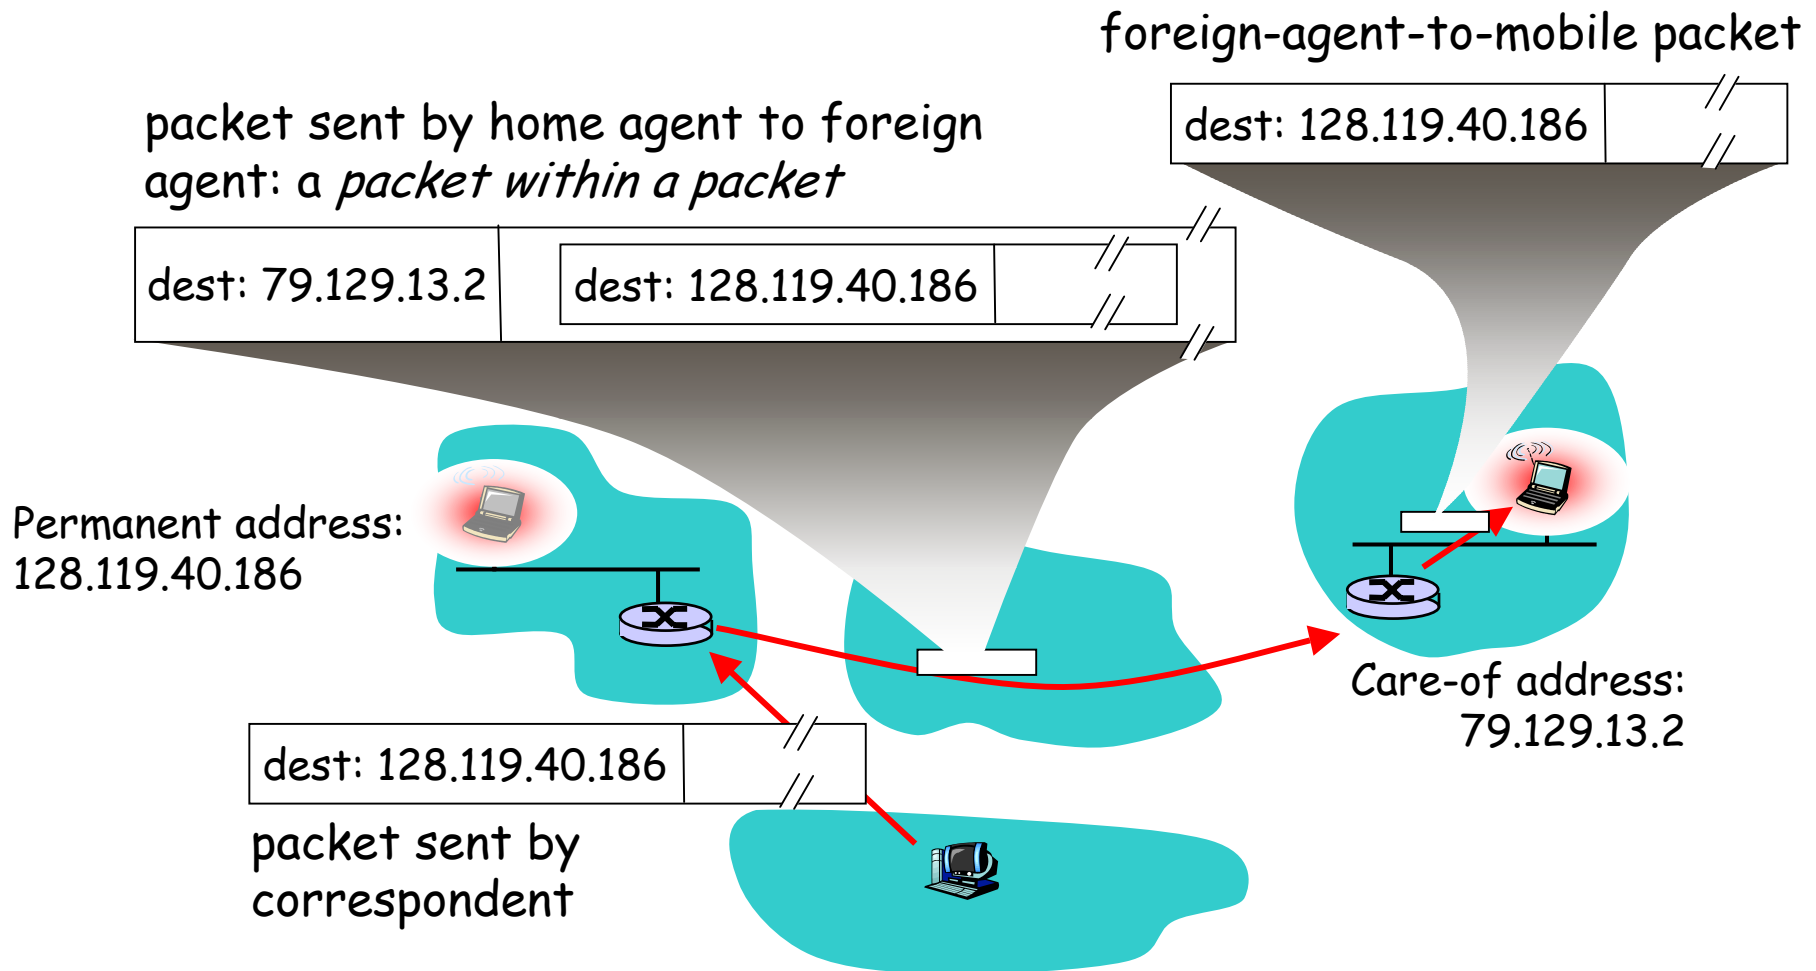 foreign-agent-to-mobile packet
dest: 128.119.40.186
packet sent by home agent to foreign
agent: a packet within a packet
dest: 79.129.13.2
dest: 128.119.40.186
Permanent address:
128.119.40.186
Care-of address:
79.129.13.2
dest: 128.119.40.186
packet sent by
correspondent